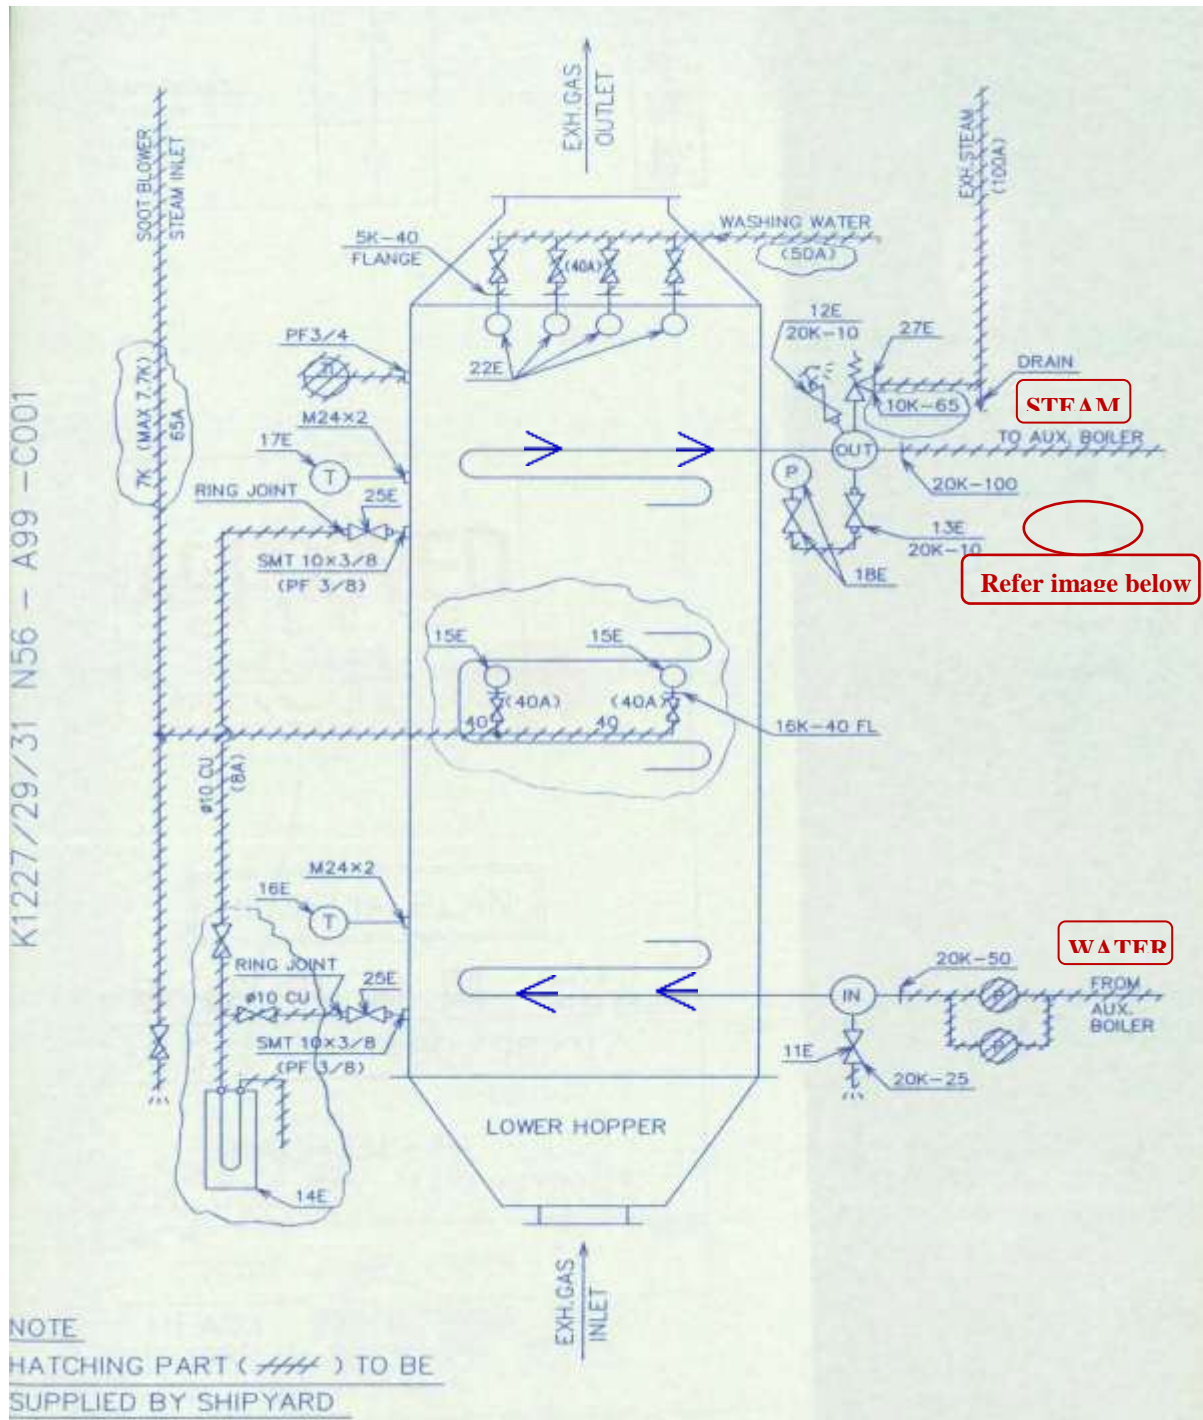 EXH.GAS
OUTLET
SOOT BLOWER
STEAM INLET
EXH.STEAM
(100A)
5K-40
FLANGE
(40A)
WASHING WATER
(50A)
PF3/4
22E
12E
20K-10
27E
DRAIN
10K-65
STEAM
M24×2
17E
T
OUT
TO AUX. BOILER
7K (MAX 7.7K)
65A
RING JOINT
25E
P
20K-100
SMT 10×3/8
(PF 3/8)
13E
20K-10
18E
Refer image below
K1227/29/31 N56 - A99 -C001
15E
15E
(40A)
(40A)
40
40
16K-40 FL
ø10 CU
(8A)
M24×2
16E
T
WATER
RING JOINT
25E
ø10 CU
20K-50
IN
P
FROM
AUX.
BOILER
P
SMT 10×3/8
(PF 3/8)
11E
20K-25
LOWER HOPPER
14E
EXH.GAS
INLET
NOTE
HATCHING PART ( ) TO BE
SUPPLIED BY SHIPYARD